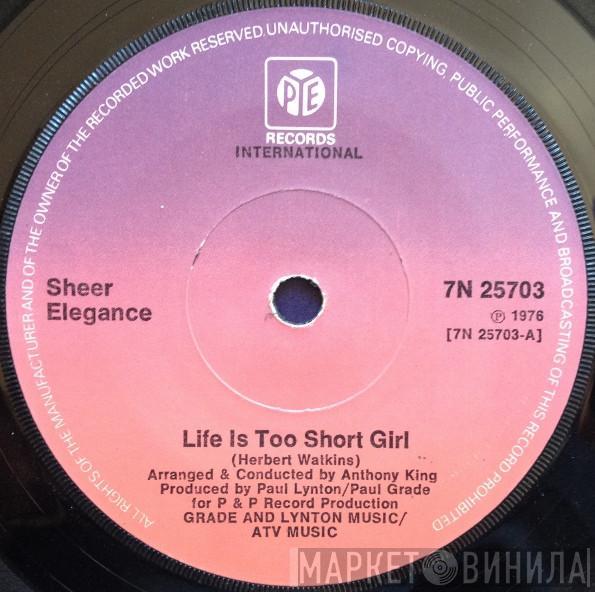 ALL RIGHTS OF THE MANUFACTURER AND OF THE OWNER OF THE RECORDED WORK RESERVED. UNAUTHORISED COPYING, PUBLIC PERFORMANCE AND BROADCASTING OF THIS RECORD PROHIBITED
PYE
RECORDS
INTERNATIONAL
Sheer
Elegance
7N 25703
℗ 1976
[7N 25703-A]
Life Is Too Short Girl
(Herbert Watkins)
Arranged & Conducted by Anthony King
Produced by Paul Lynton/Paul Grade
for P & P Record Production
GRADE AND LYNTON MUSIC/
ATV MUSIC
МАРКЕТ ВИНИЛА